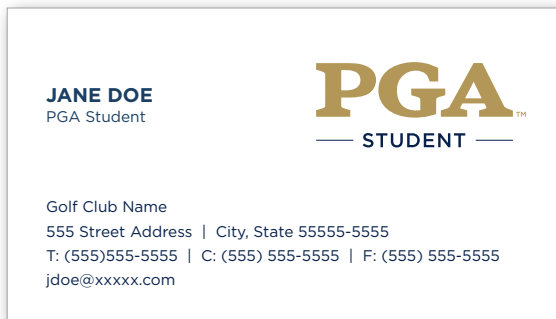 JANE DOE
PGA Student
PGA™
STUDENT
Golf Club Name
555 Street Address | City, State 55555-5555
T: (555)555-5555 | C: (555) 555-5555 | F: (555) 555-5555
jdoe@xxxxx.com